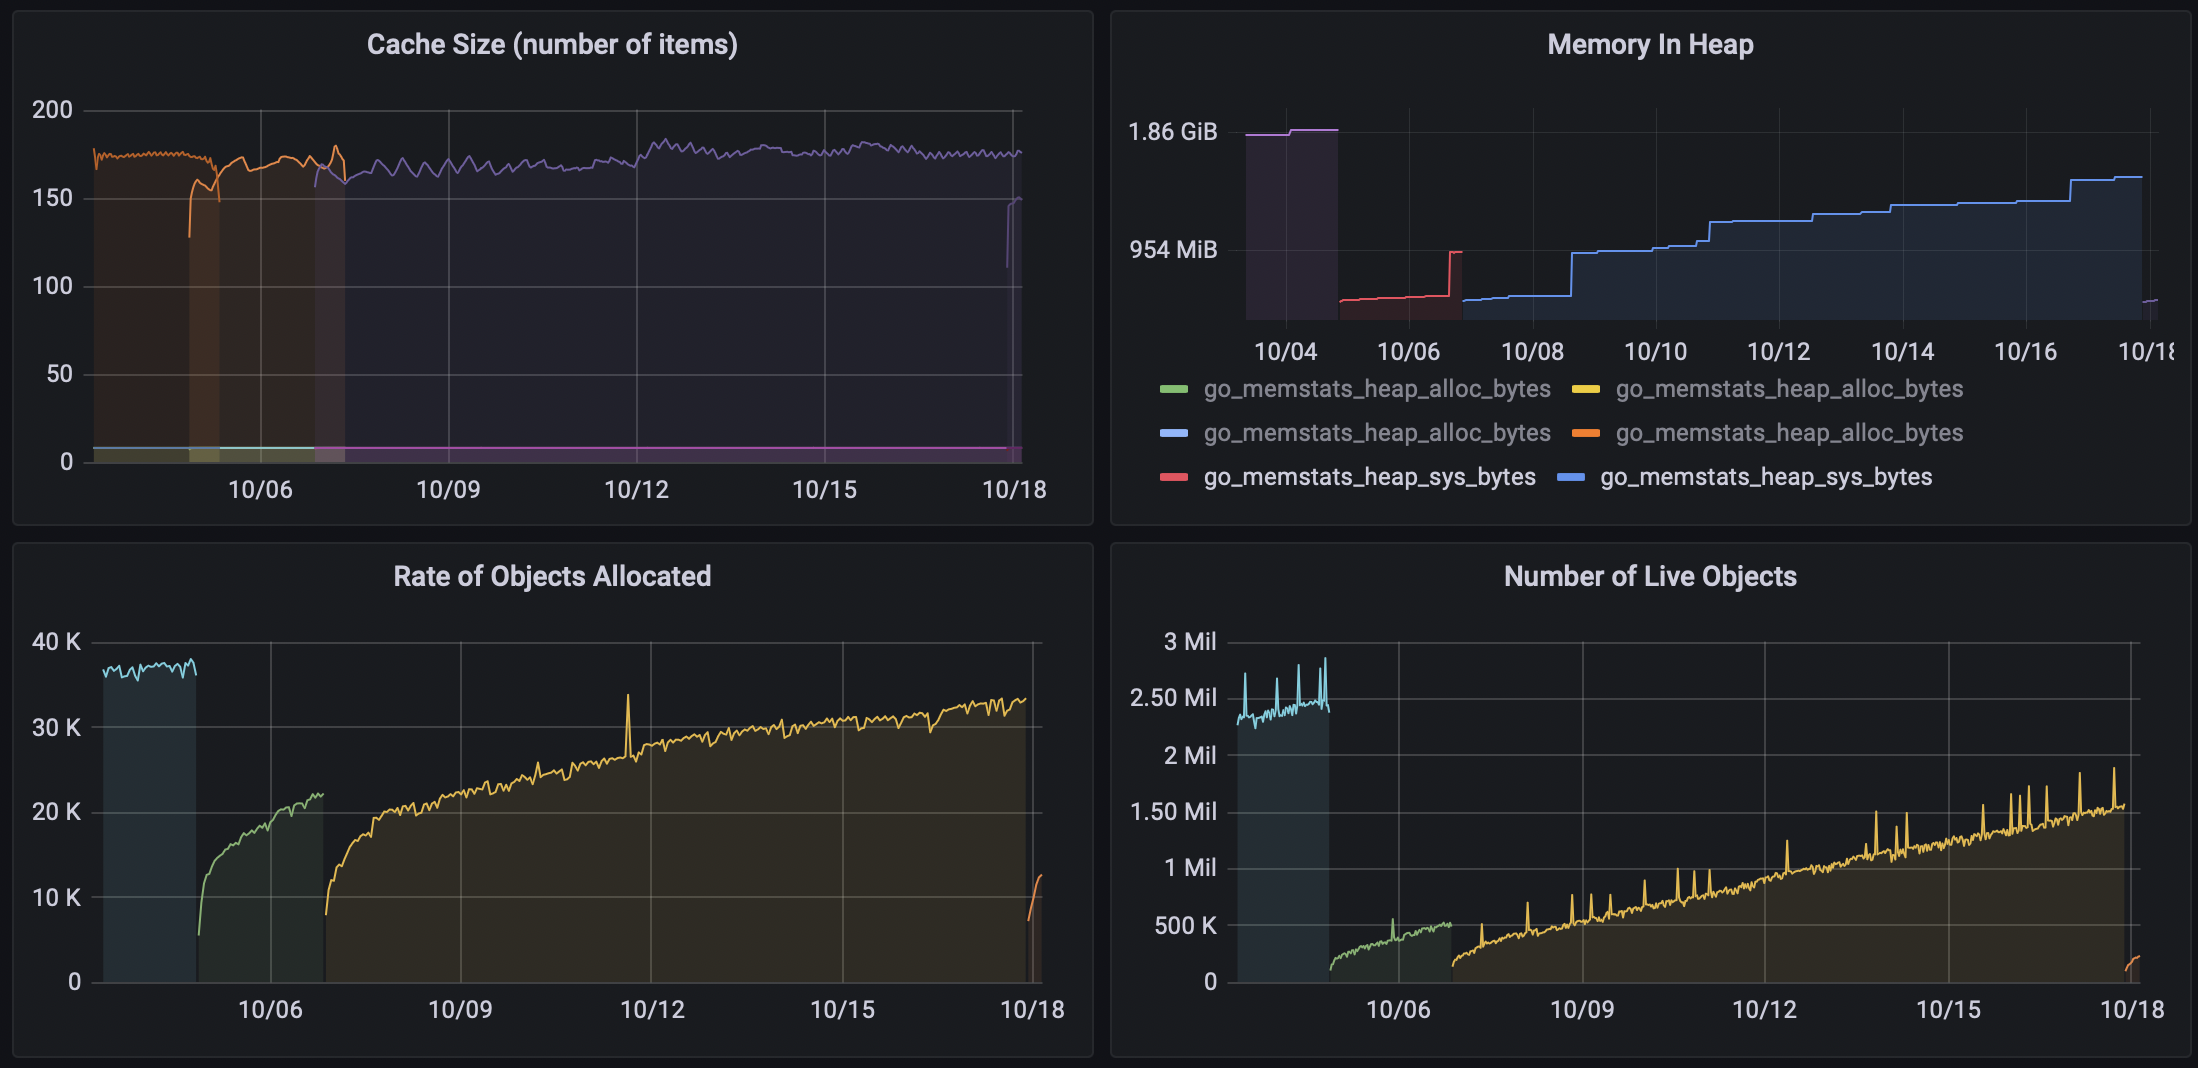 Cache Size (number of items)
200
150
100
50
0
10/06 10/09 10/12 10/15 10/18
Memory In Heap
1.86 GiB
954 MiB
10/04 10/06 10/08 10/10 10/12 10/14 10/16 10/18
go_memstats_heap_alloc_bytes go_memstats_heap_alloc_bytes
go_memstats_heap_alloc_bytes go_memstats_heap_alloc_bytes
go_memstats_heap_sys_bytes go_memstats_heap_sys_bytes
Rate of Objects Allocated
40 K
30 K
20 K
10 K
0
10/06 10/09 10/12 10/15 10/18
Number of Live Objects
3 Mil
2.50 Mil
2 Mil
1.50 Mil
1 Mil
500 K
0
10/06 10/09 10/12 10/15 10/18